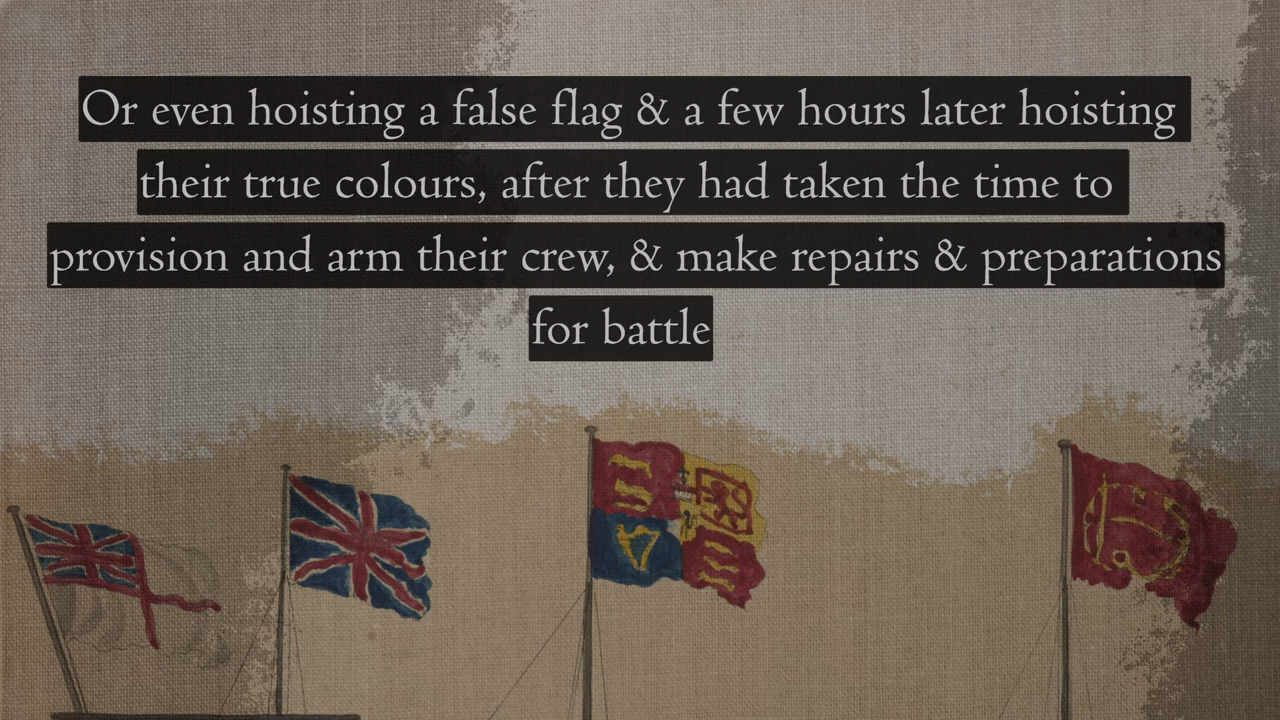 Or even hoisting a false flag & a few hours later hoisting
their true colours, after they had taken the time to
provision and arm their crew, & make repairs & preparations
for battle